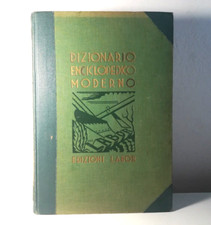 DIZIONARIO
ENCICLOPEDICO
MODERNO
EDIZIONI LABOR